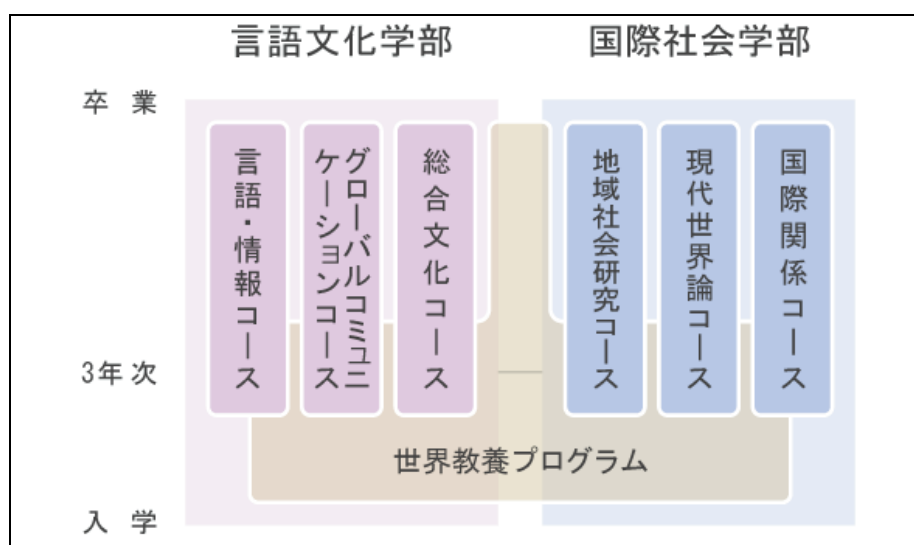 言語文化学部
国際社会学部
卒業
言語・情報コース
グローバルコミュニ
ケーションコース
総合文化コース
地域社会研究コース
現代世界論コース
国際関係コース
3年次
世界教養プログラム
入学